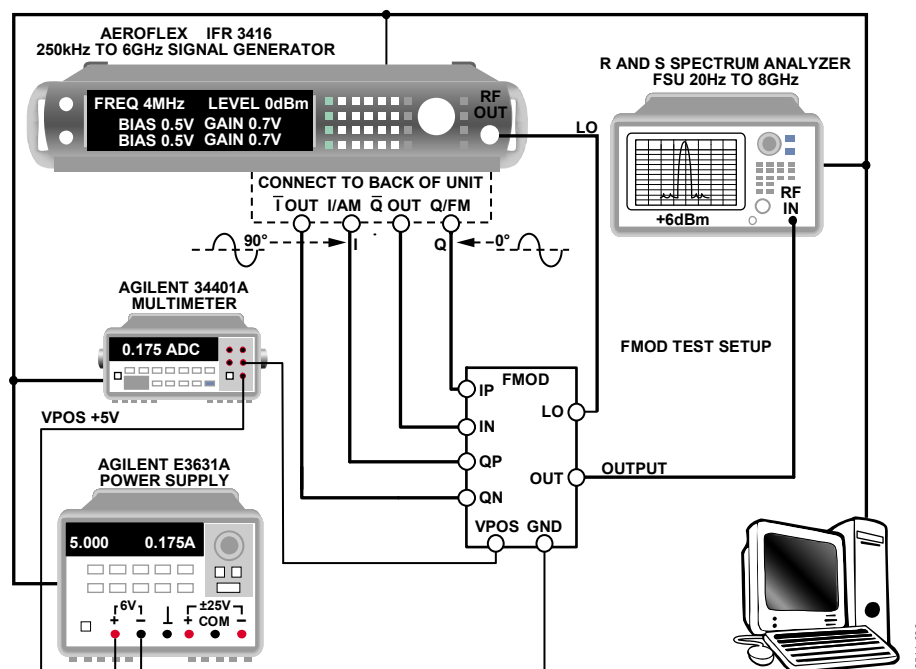 AEROFLEX IFR 3416
250kHz TO 6GHz SIGNAL GENERATOR
R AND S SPECTRUM ANALYZER
FSU 20Hz TO 8GHz
FREQ 4MHz LEVEL 0dBm
BIAS 0.5V GAIN 0.7V
BIAS 0.5V GAIN 0.7V
RF
OUT
LO
RF
IN
+6dBm
CONNECT TO BACK OF UNIT
I̅ OUT I/AM Q̅ OUT Q/FM
90° I Q 0°
AGILENT 34401A
MULTIMETER
0.175 ADC
FMOD TEST SETUP
VPOS +5V
FMOD
IP
LO
IN
QP
QN
OUT
OUTPUT
VPOS GND
AGILENT E3631A
POWER SUPPLY
5.000 0.175A
6V ±25V
+ − ⊥ + COM −